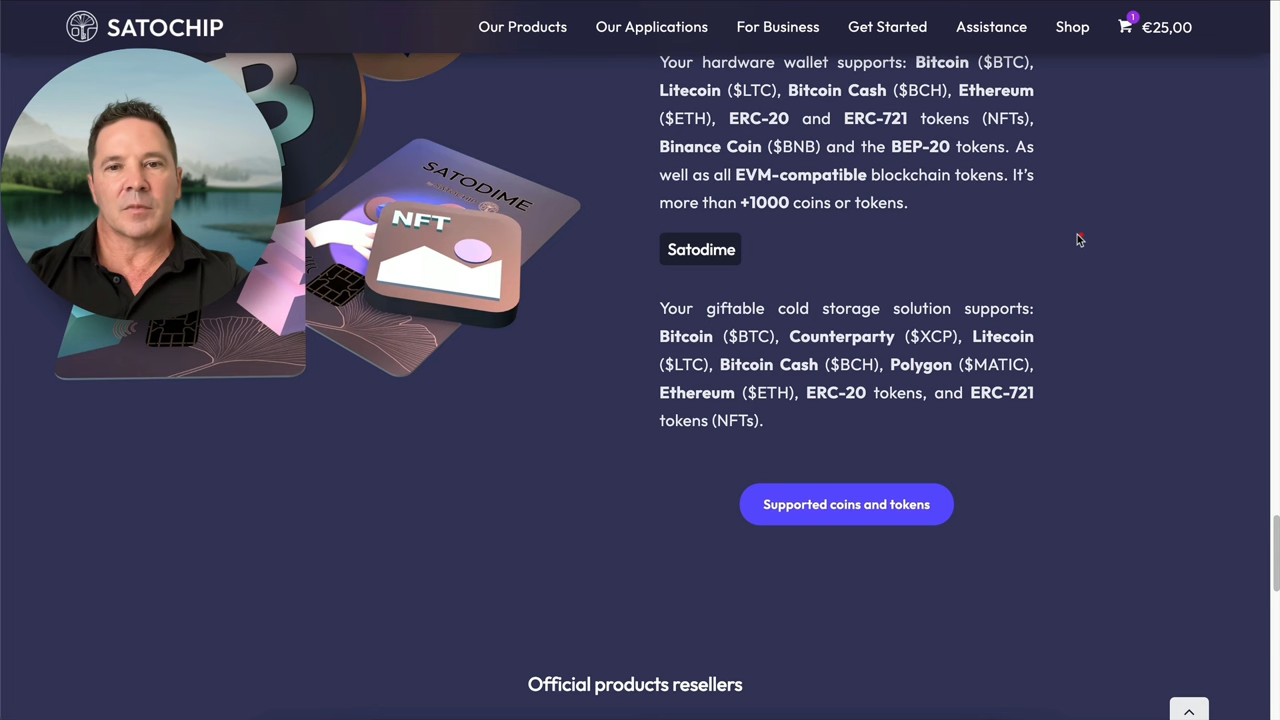 SATOCHIP
Our Products
Our Applications
For Business
Get Started
Assistance
Shop
1
€25,00
Your hardware wallet supports: Bitcoin ($BTC),
Litecoin ($LTC), Bitcoin Cash ($BCH), Ethereum
($ETH), ERC-20 and ERC-721 tokens (NFTs),
Binance Coin ($BNB) and the BEP-20 tokens. As
well as all EVM-compatible blockchain tokens. It's
more than +1000 coins or tokens.
SATODIME
NFT
Satodime
Your giftable cold storage solution supports:
Bitcoin ($BTC), Counterparty ($XCP), Litecoin
($LTC), Bitcoin Cash ($BCH), Polygon ($MATIC),
Ethereum ($ETH), ERC-20 tokens, and ERC-721
tokens (NFTs).
Supported coins and tokens
Official products resellers